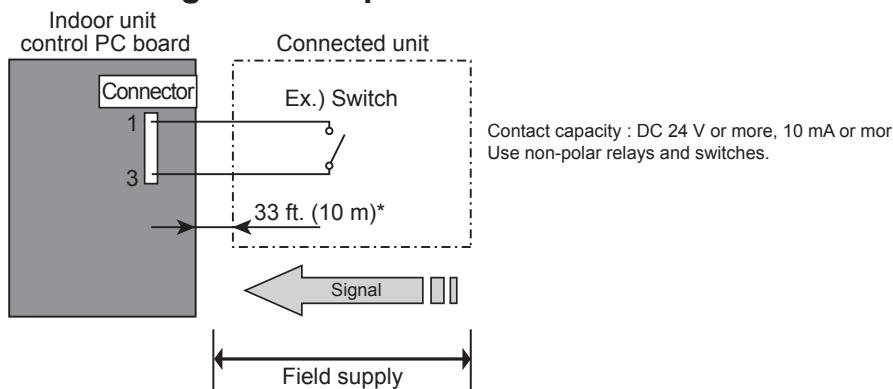 Indoor unit
control PC board
Connected unit
Connector
Ex.) Switch
1
3
Contact capacity : DC 24 V or more, 10 mA or mor
Use non-polar relays and switches.
33 ft. (10 m)*
Signal
Field supply